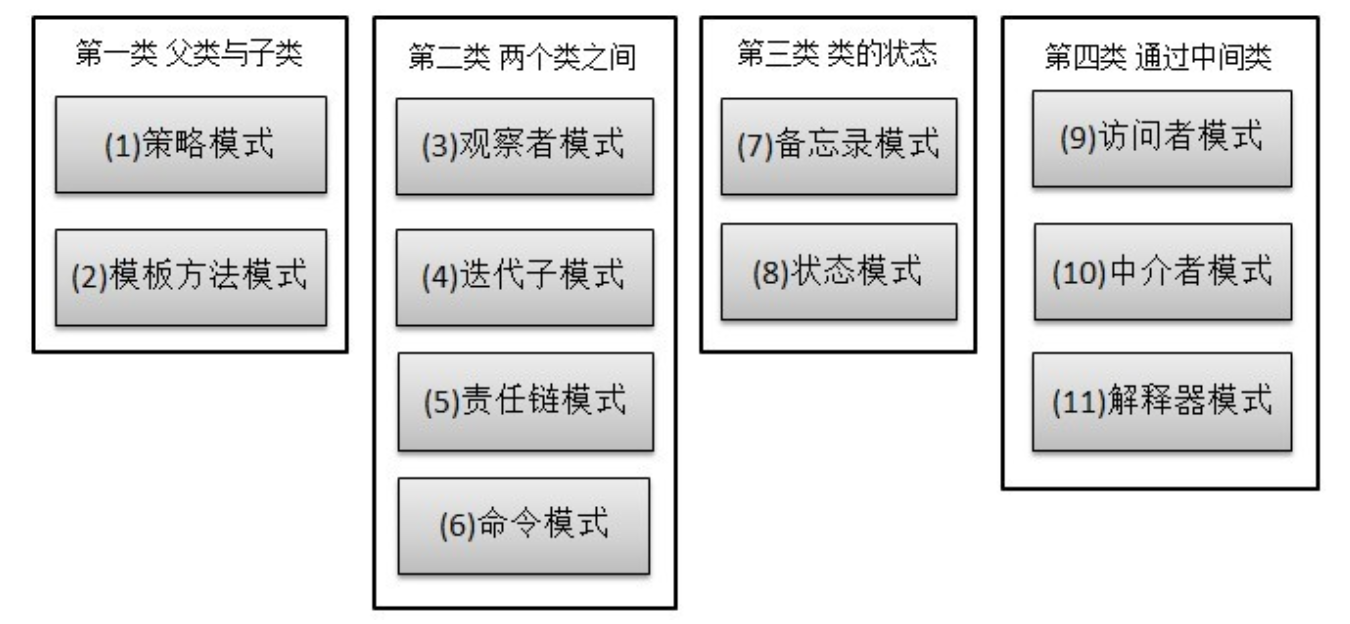 第一类 父类与子类
(1)策略模式
(2)模板方法模式
第二类 两个类之间
(3)观察者模式
(4)迭代子模式
(5)责任链模式
(6)命令模式
第三类 类的状态
(7)备忘录模式
(8)状态模式
第四类 通过中间类
(9)访问者模式
(10)中介者模式
(11)解释器模式